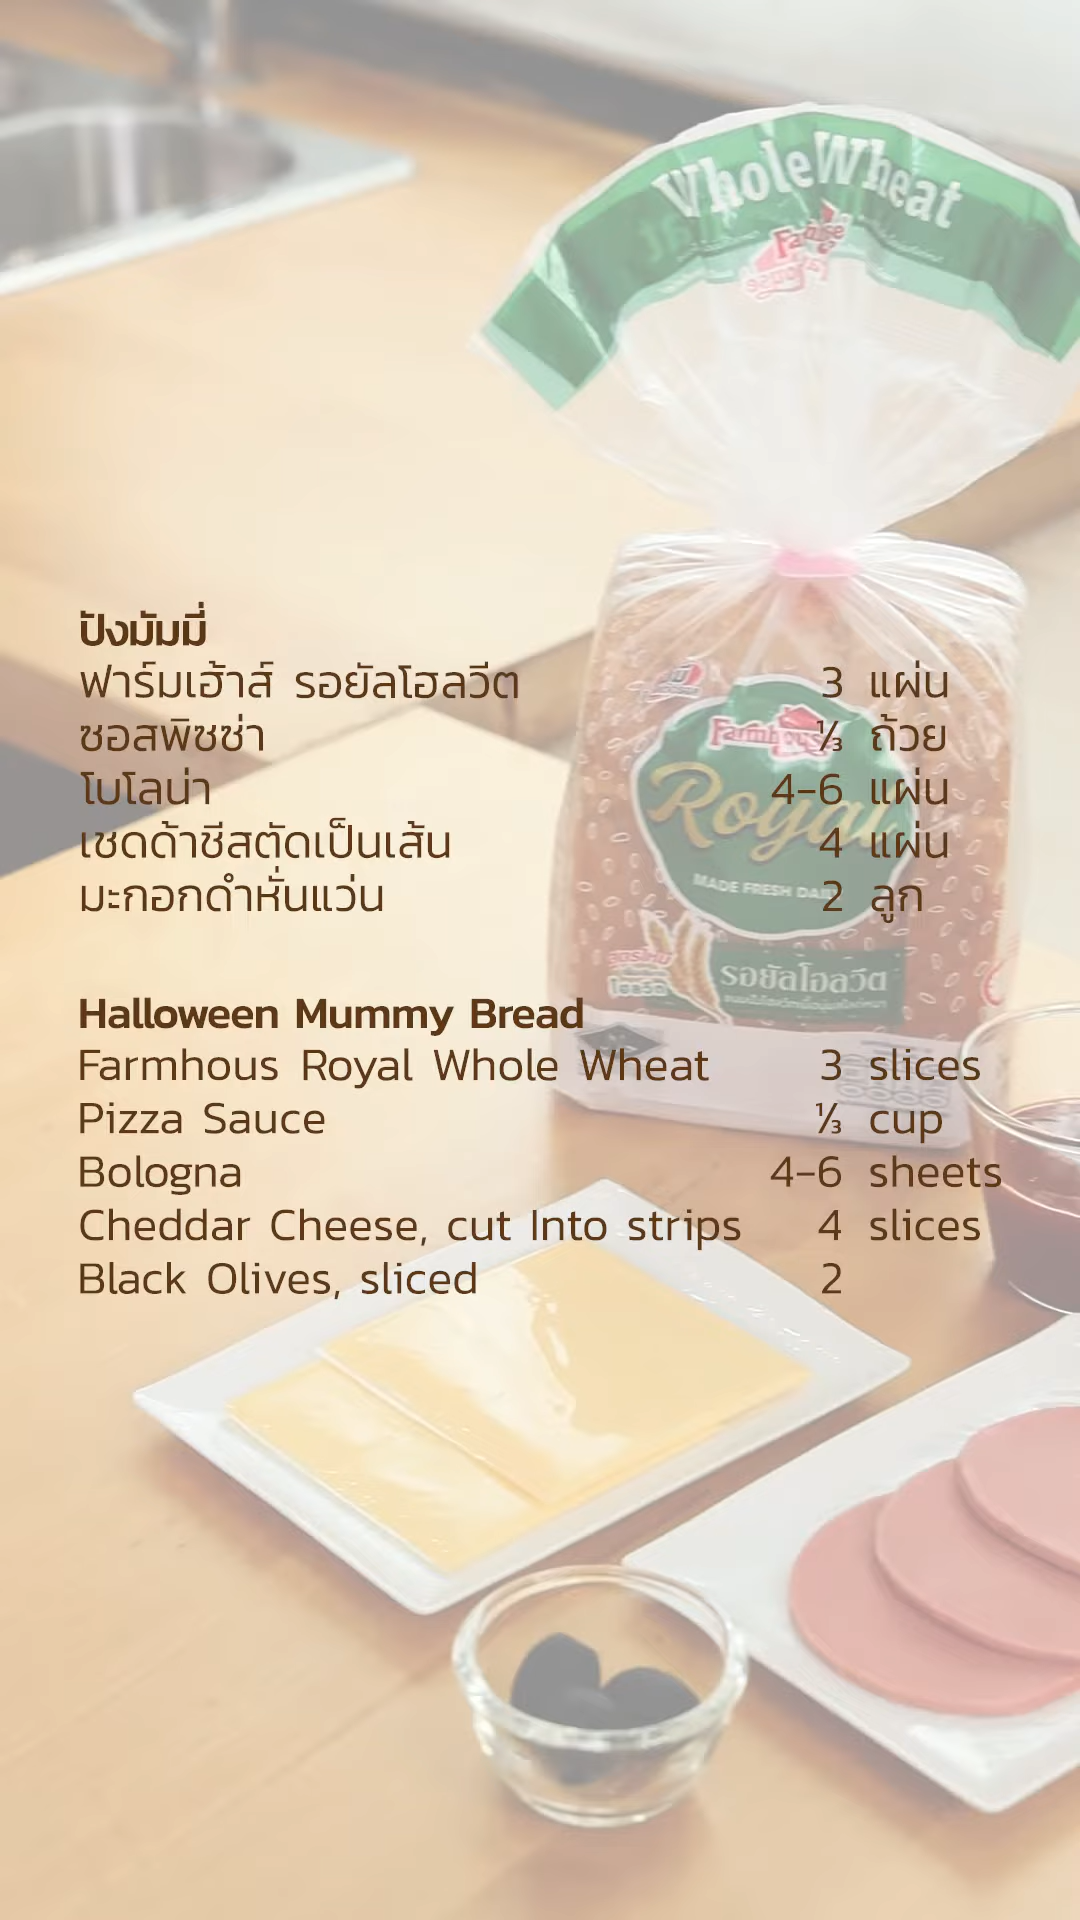 WholeWheat
Farmhouse
ปังมัมมี่
ฟาร์มเฮ้าส์ รอยัลโฮลวีต 3 แผ่น
ซอสพิซซ่า ⅓ ถ้วย
โบโลน่า 4-6 แผ่น
เชดด้าชีสตัดเป็นเส้น 4 แผ่น
มะกอกดำหั่นแว่น 2 ลูก
Farmhouse
Royal
MADE FRESH DAILY
รอยัลโฮลวีต
Halloween Mummy Bread
Farmhous Royal Whole Wheat 3 slices
Pizza Sauce ⅓ cup
Bologna 4-6 sheets
Cheddar Cheese, cut Into strips 4 slices
Black Olives, sliced 2